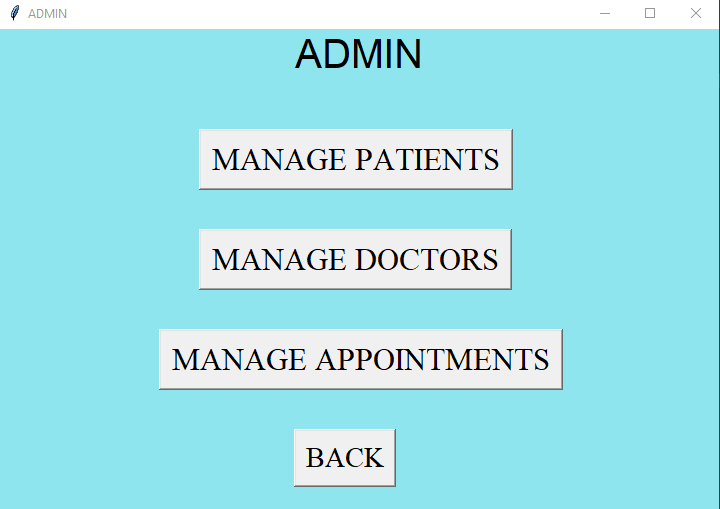 ADMIN
ADMIN
MANAGE PATIENTS
MANAGE DOCTORS
MANAGE APPOINTMENTS
BACK